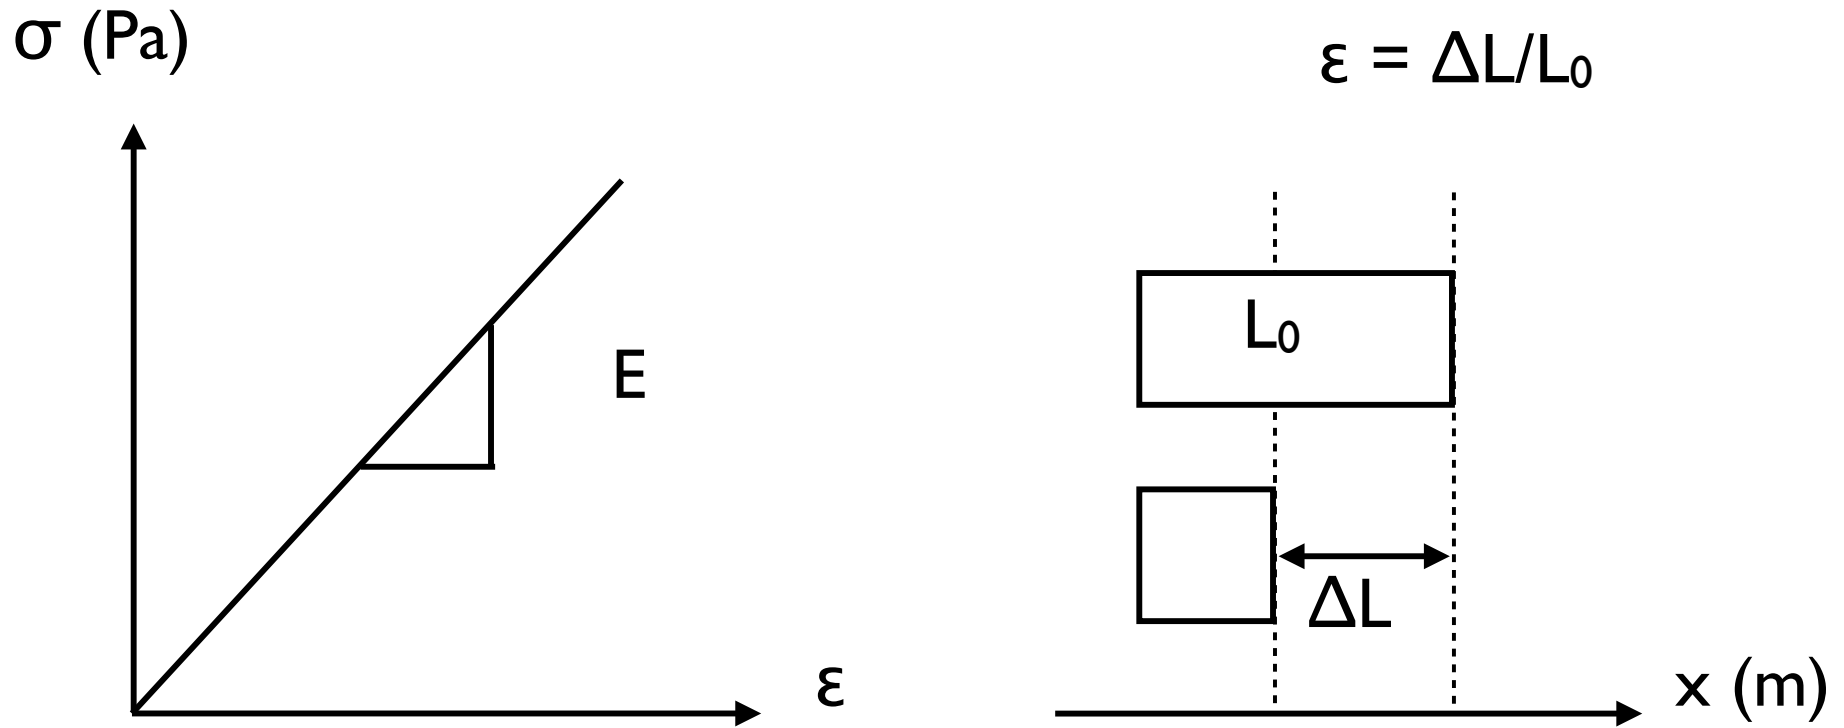 σ (Pa)
E
ε
ε = ΔL/L₀
L₀
ΔL
x (m)